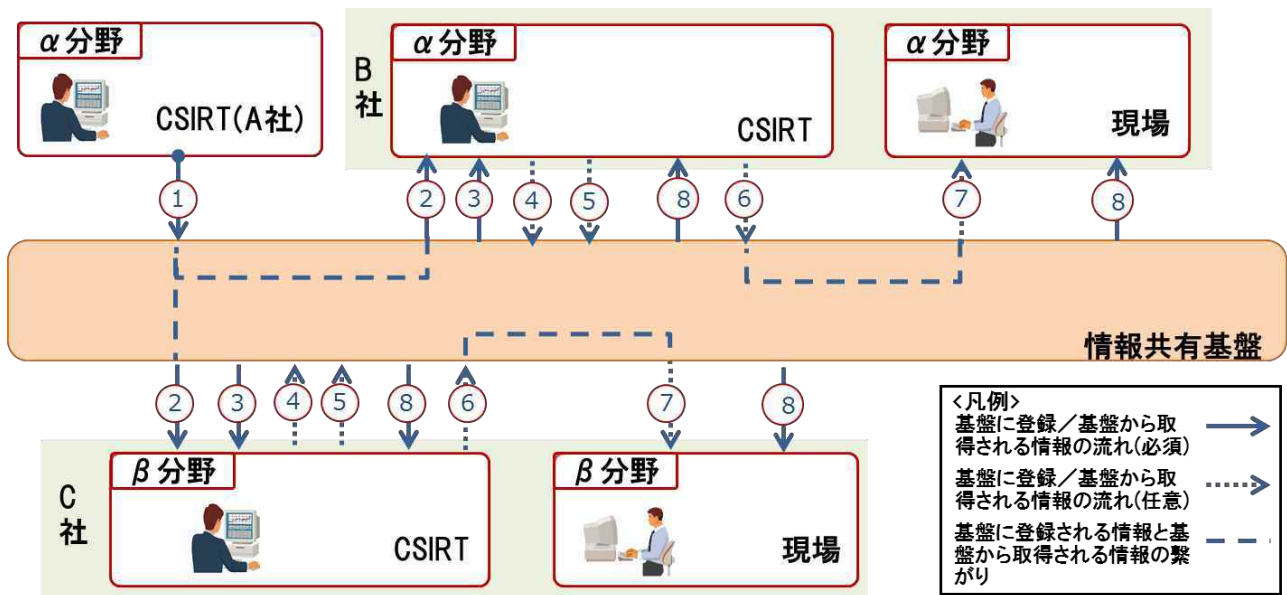 α分野
CSIRT(A社)
B
社
α分野
CSIRT
α分野
現場
1
2
3
4
5
8
6
7
8
情報共有基盤
2
3
4
5
8
6
7
8
C
社
β分野
CSIRT
β分野
現場
<凡例>
基盤に登録/基盤から取
得される情報の流れ(必須)
基盤に登録/基盤から取
得される情報の流れ(任意)
基盤に登録される情報と基
盤から取得される情報の繋
がり